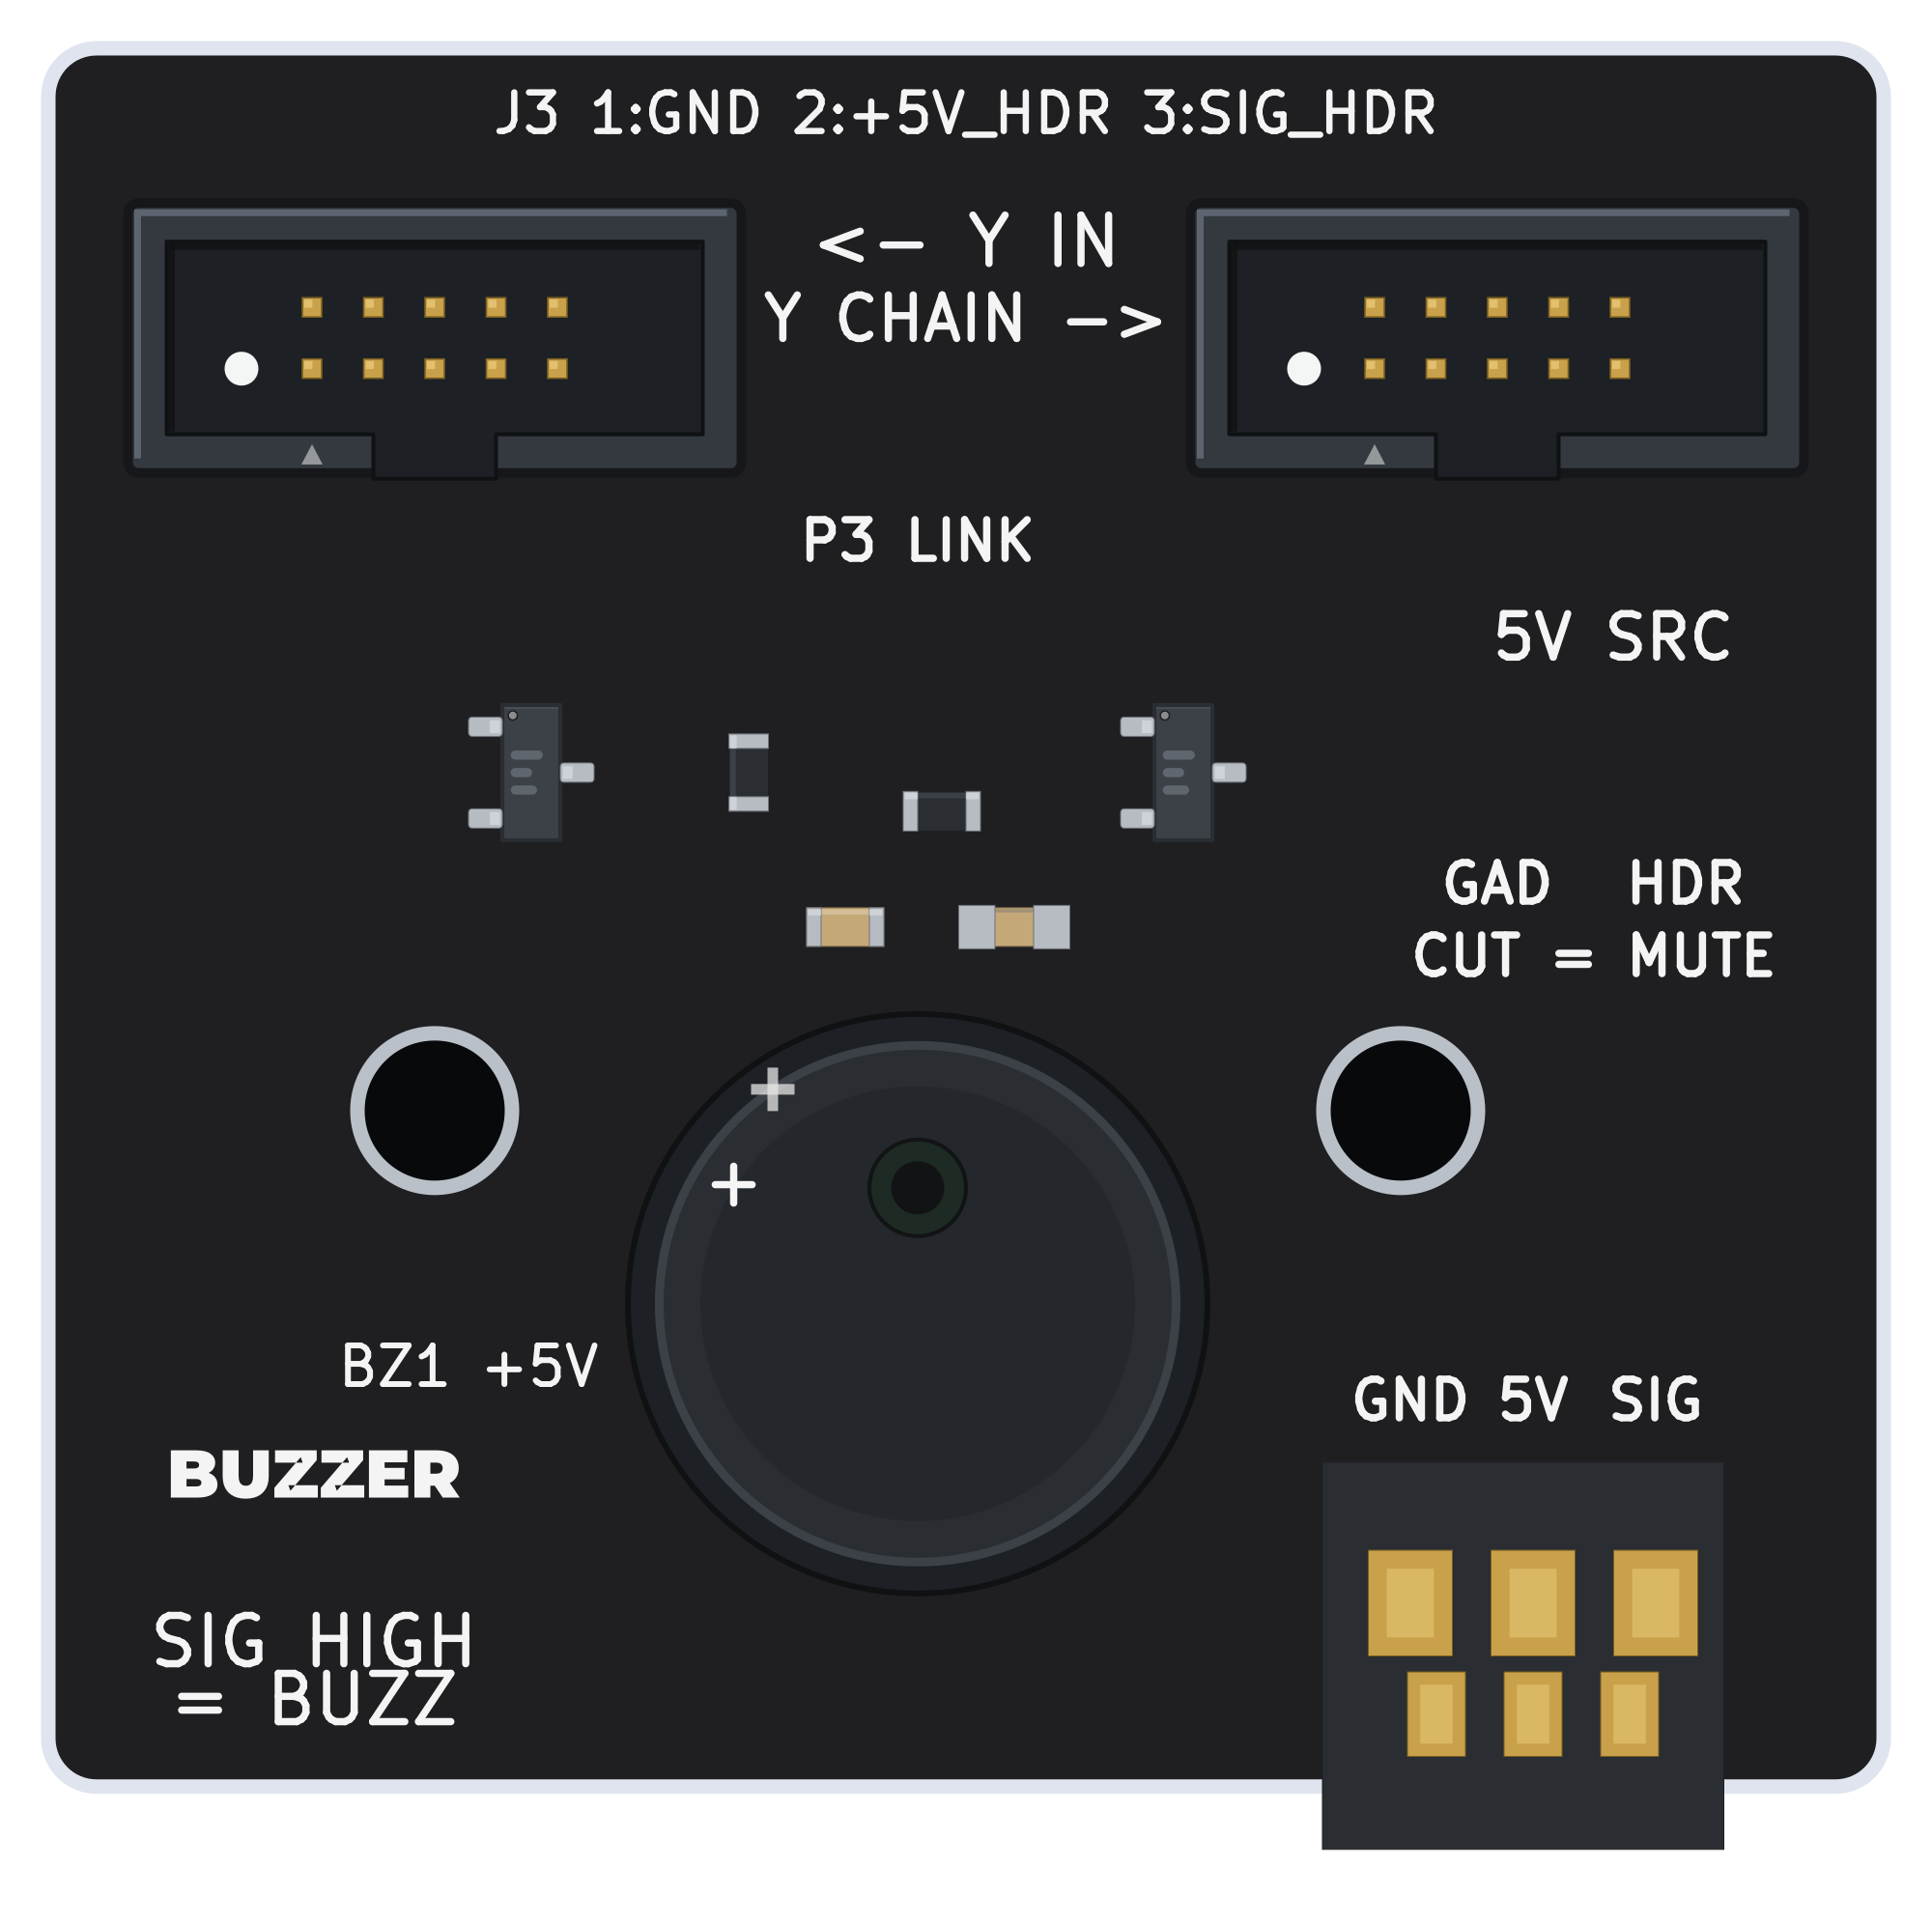 J3 1:GND 2:+5V_HDR 3:SIG_HDR
<- Y IN
Y CHAIN ->
P3 LINK
5V SRC
GAD HDR
CUT = MUTE
+
+
BZ1 +5V
GND 5V SIG
BUZZER
SIG HIGH
= BUZZ